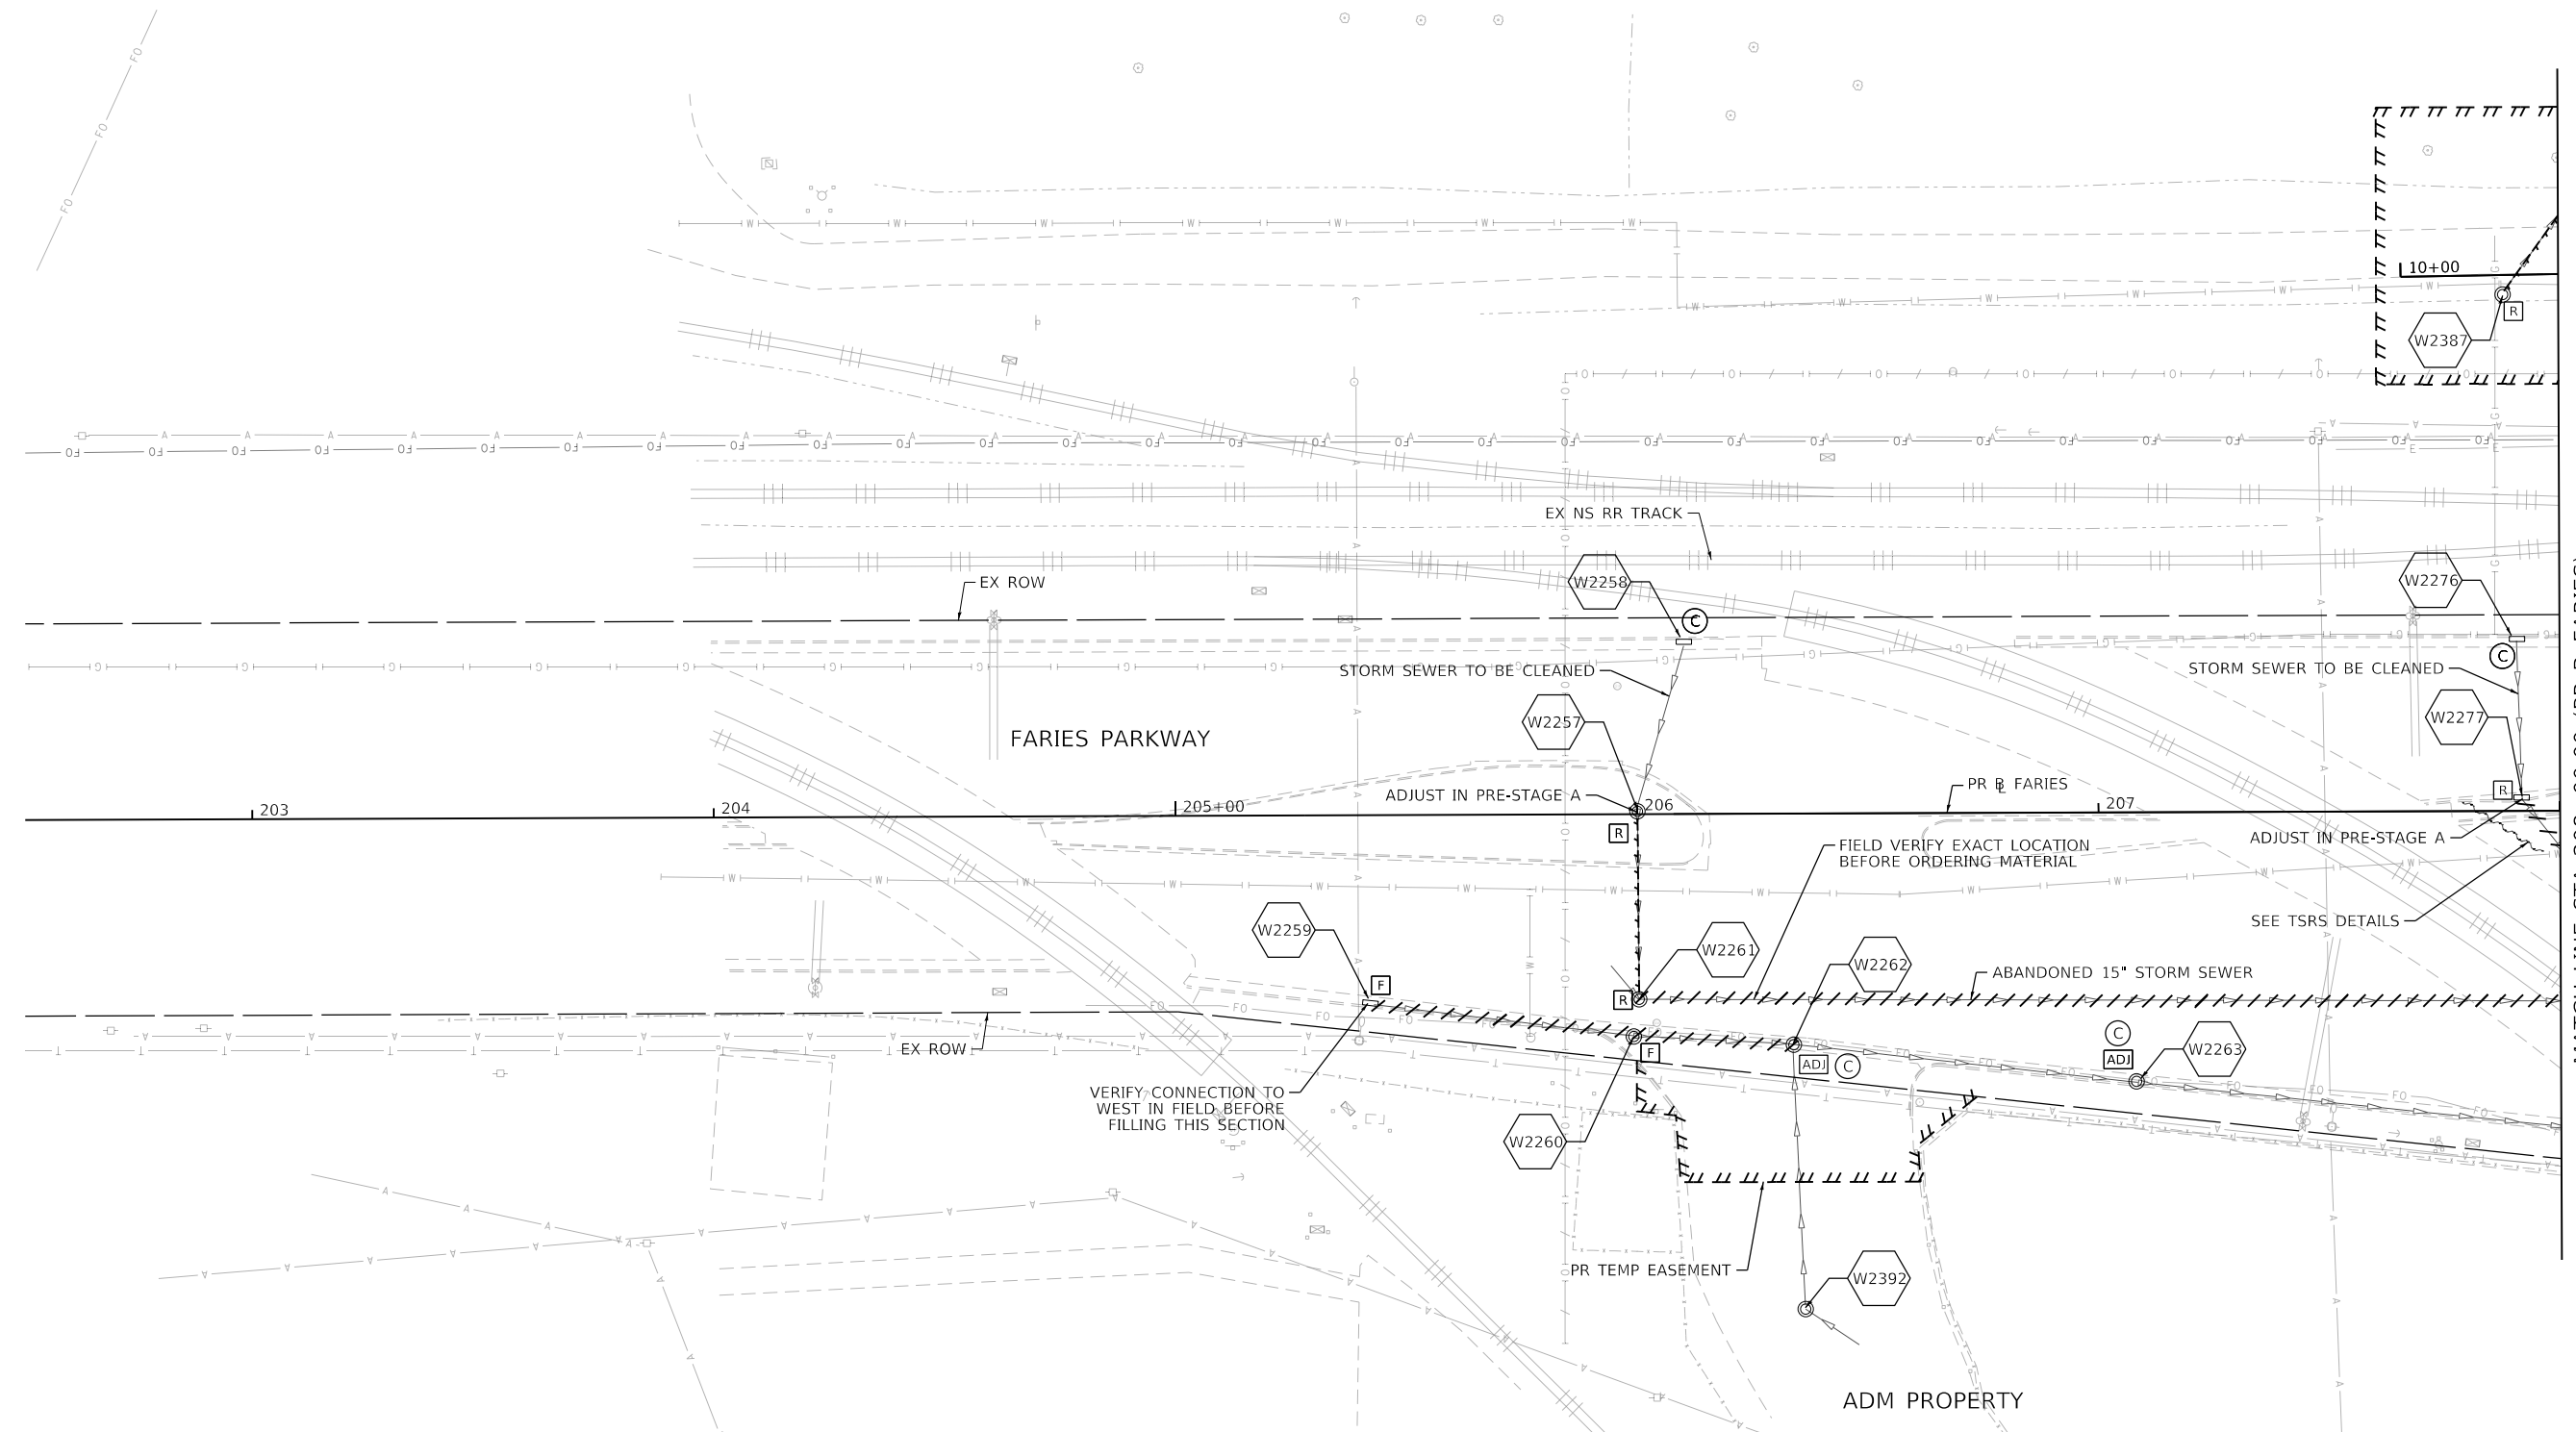 10+00
R
W2387
EX NS RR TRACK
EX ROW
W2258
C
W2276
STORM SEWER TO BE CLEANED
C
STORM SEWER TO BE CLEANED
W2257
W2277
FARIES PARKWAY
ADJUST IN PRE-STAGE A
PR BL FARIES
R
203
204
205+00
206
207
R
ADJUST IN PRE-STAGE A
FIELD VERIFY EXACT LOCATION
BEFORE ORDERING MATERIAL
SEE TSRS DETAILS
W2259
W2261
W2262
ABANDONED 15" STORM SEWER
F
R
EX ROW
F
ADJ
C
C
ADJ
W2263
VERIFY CONNECTION TO
WEST IN FIELD BEFORE
FILLING THIS SECTION
W2260
PR TEMP EASEMENT
W2392
ADM PROPERTY